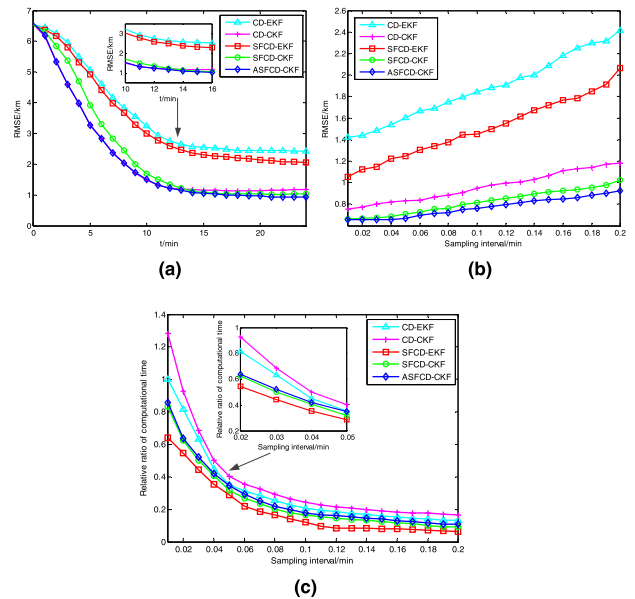 7
6
5
4
3
2
1
0
RMSE/km
0
5
10
15
20
t/min
3
2
1
RMSE/km
10
12
14
16
t/min
CD-EKF
CD-CKF
SFCD-EKF
SFCD-CKF
ASFCD-CKF
(a)
2.6
2.4
2.2
2
1.8
1.6
1.4
1.2
1
0.8
RMSE/km
0.02
0.04
0.06
0.08
0.1
0.12
0.14
0.16
0.18
0.2
Sampling interval/min
CD-EKF
CD-CKF
SFCD-EKF
SFCD-CKF
ASFCD-CKF
(b)
1.4
1.2
1
0.8
0.6
0.4
0.2
0
Relative ratio of computational time
0.02
0.04
0.06
0.08
0.1
0.12
0.14
0.16
0.18
0.2
Sampling interval/min
1
0.8
0.6
0.4
0.2
Relative ratio of computational time
0.02
0.03
0.04
0.05
Sampling interval/min
CD-EKF
CD-CKF
SFCD-EKF
SFCD-CKF
ASFCD-CKF
(c)